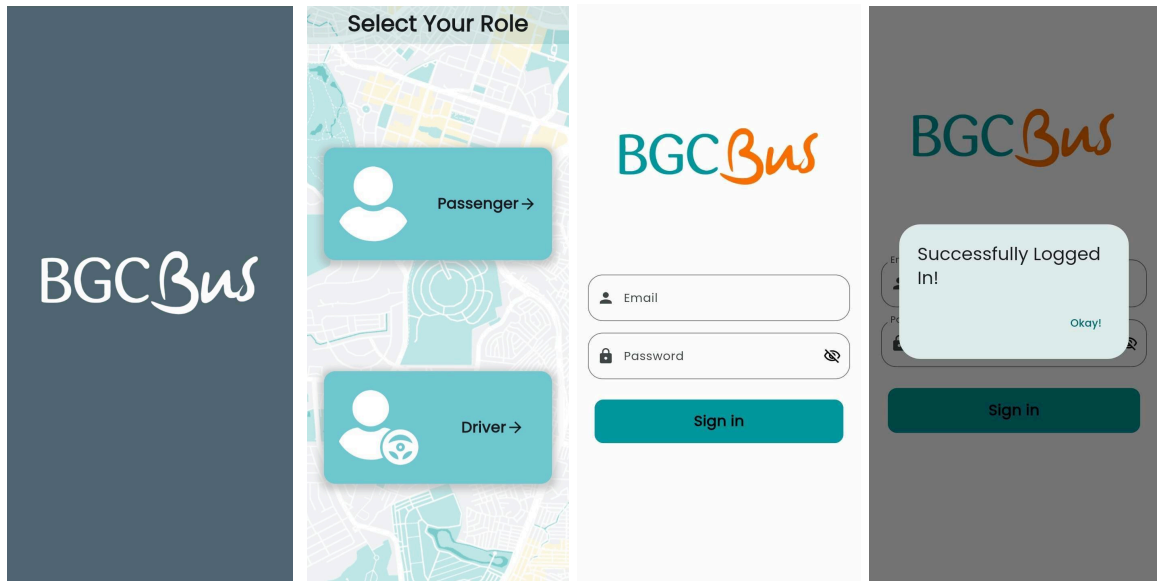 BGCBus
Select Your Role
Passenger→
Driver→
BGCBus
Email
Password
Sign in
BGCBus
Successfully Logged
In!
Okay!
Sign in